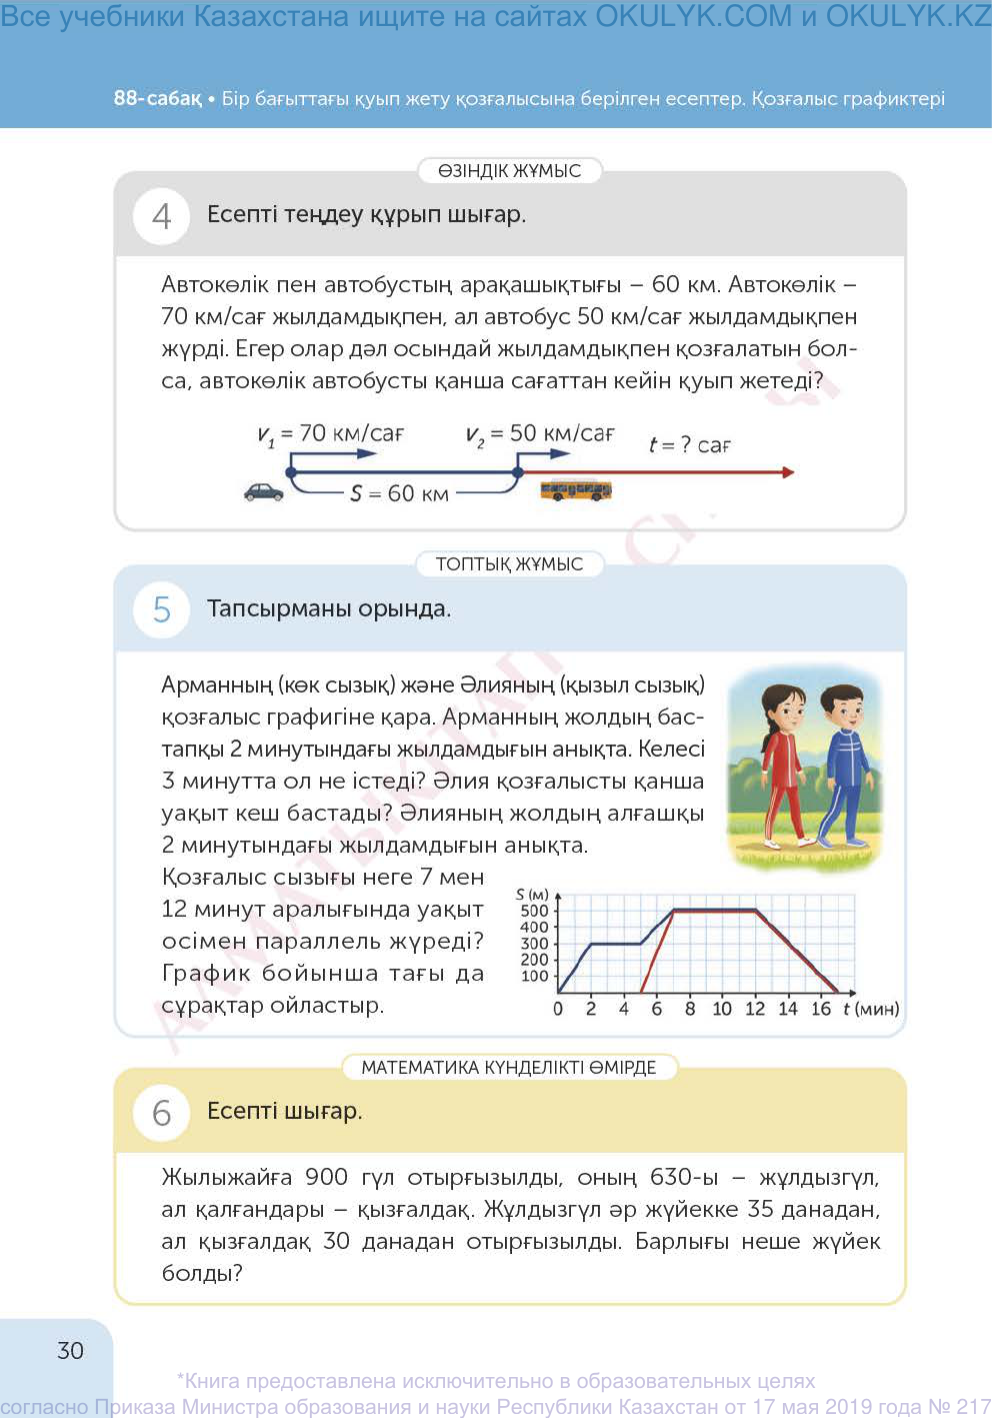 Все учебники Казахстана ищите на сайтах OKULYK.COM и OKULYK.KZ
88-сабақ • Бір бағыттағы қуып жету қозғалысына берілген есептер. Қозғалыс графиктері
ӨЗІНДІК ЖҰМЫС
4 Есепті теңдеу құрып шығар.
Автокөлік пен автобустың арақашықтығы – 60 км. Автокөлік –
70 км/сағ жылдамдықпен, ал автобус 50 км/сағ жылдамдықпен
жүрді. Егер олар дәл осындай жылдамдықпен қозғалатын бол-
са, автокөлік автобусты қанша сағаттан кейін қуып жетеді?
v₁ = 70 км/сағ v₂ = 50 км/сағ t = ? сағ
S = 60 км
ТОПТЫҚ ЖҰМЫС
5 Тапсырманы орында.
Арманның (көк сызық) және Әлияның (қызыл сызық)
қозғалыс графигіне қара. Арманның жолдың бас-
тапқы 2 минутындағы жылдамдығын анықта. Келесі
3 минутта ол не істеді? Әлия қозғалысты қанша
уақыт кеш бастады? Әлияның жолдың алғашқы
2 минутындағы жылдамдығын анықта.
Қозғалыс сызығы неге 7 мен
12 минут аралығында уақыт
осімен параллель жүреді?
График бойынша тағы да
сұрақтар ойластыр.
S (м)
500
400
300
200
100
0 2 4 6 8 10 12 14 16 t (мин)
МАТЕМАТИКА КҮНДЕЛІКТІ ӨМІРДЕ
6 Есепті шығар.
Жылыжайға 900 гүл отырғызылды, оның 630-ы – жұлдызгүл,
ал қалғандары – қызғалдақ. Жұлдызгүл әр жүйекке 35 данадан,
ал қызғалдақ 30 данадан отырғызылды. Барлығы неше жүйек
болды?
30
*Книга предоставлена исключительно в образовательных целях
согласно Приказа Министра образования и науки Республики Казахстан от 17 мая 2019 года № 217